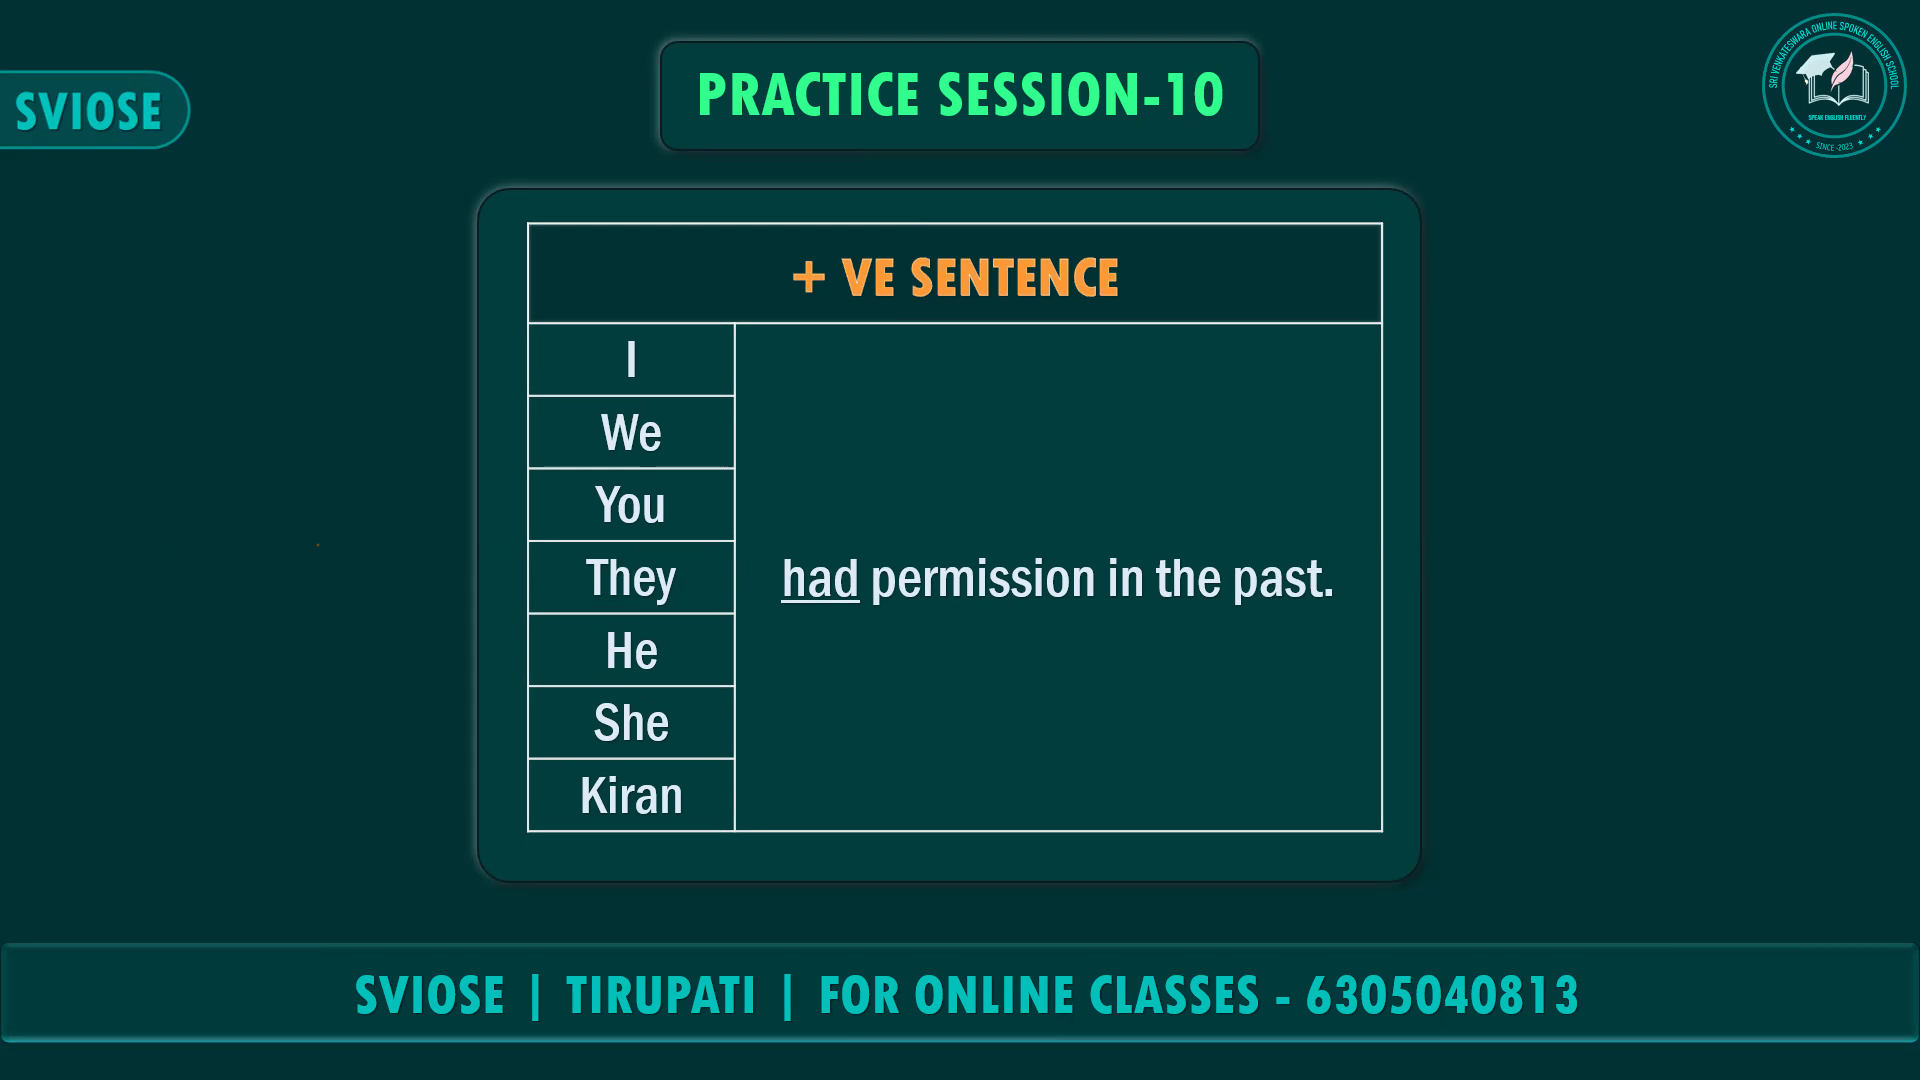 PRACTICE SESSION-10
SVIOSE
SRI VENKATESWARA ONLINE SPOKEN ENGLISH SCHOOL
SPEAK ENGLISH FLUENTLY
SINCE -2023
+ VE SENTENCE
I
We
You
They
had permission in the past.
He
She
Kiran
SVIOSE | TIRUPATI | FOR ONLINE CLASSES - 6305040813